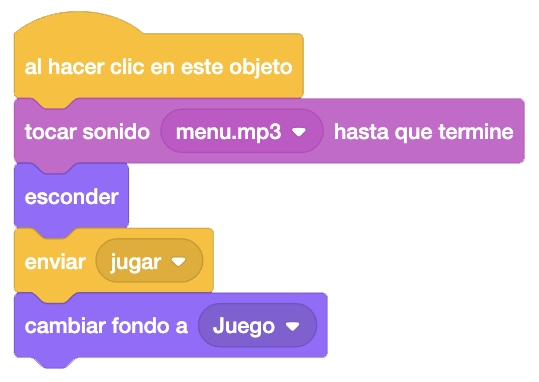 al hacer clic en este objeto
tocar sonido menu.mp3 hasta que termine
esconder
enviar jugar
cambiar fondo a Juego